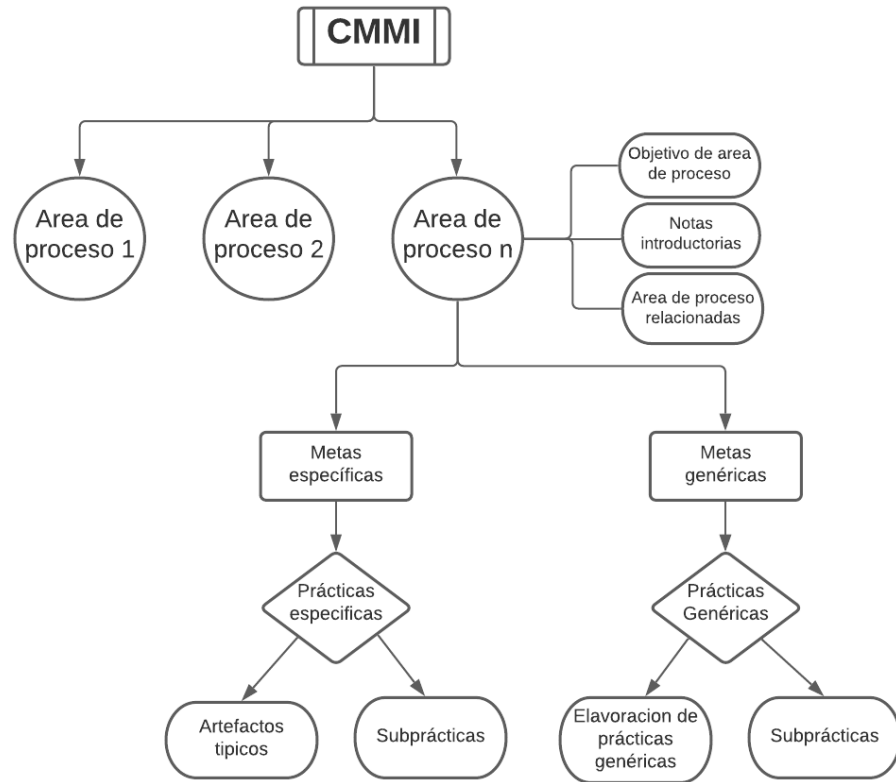 CMMI
Area de
proceso 1
Area de
proceso 2
Area de
proceso n
Objetivo de area
de proceso
Notas
introductorias
Area de proceso
relacionadas
Metas
específicas
Metas
genéricas
Prácticas
especificas
Prácticas
Genéricas
Artefactos
tipicos
Subprácticas
Elavoracion de
prácticas
genéricas
Subprácticas